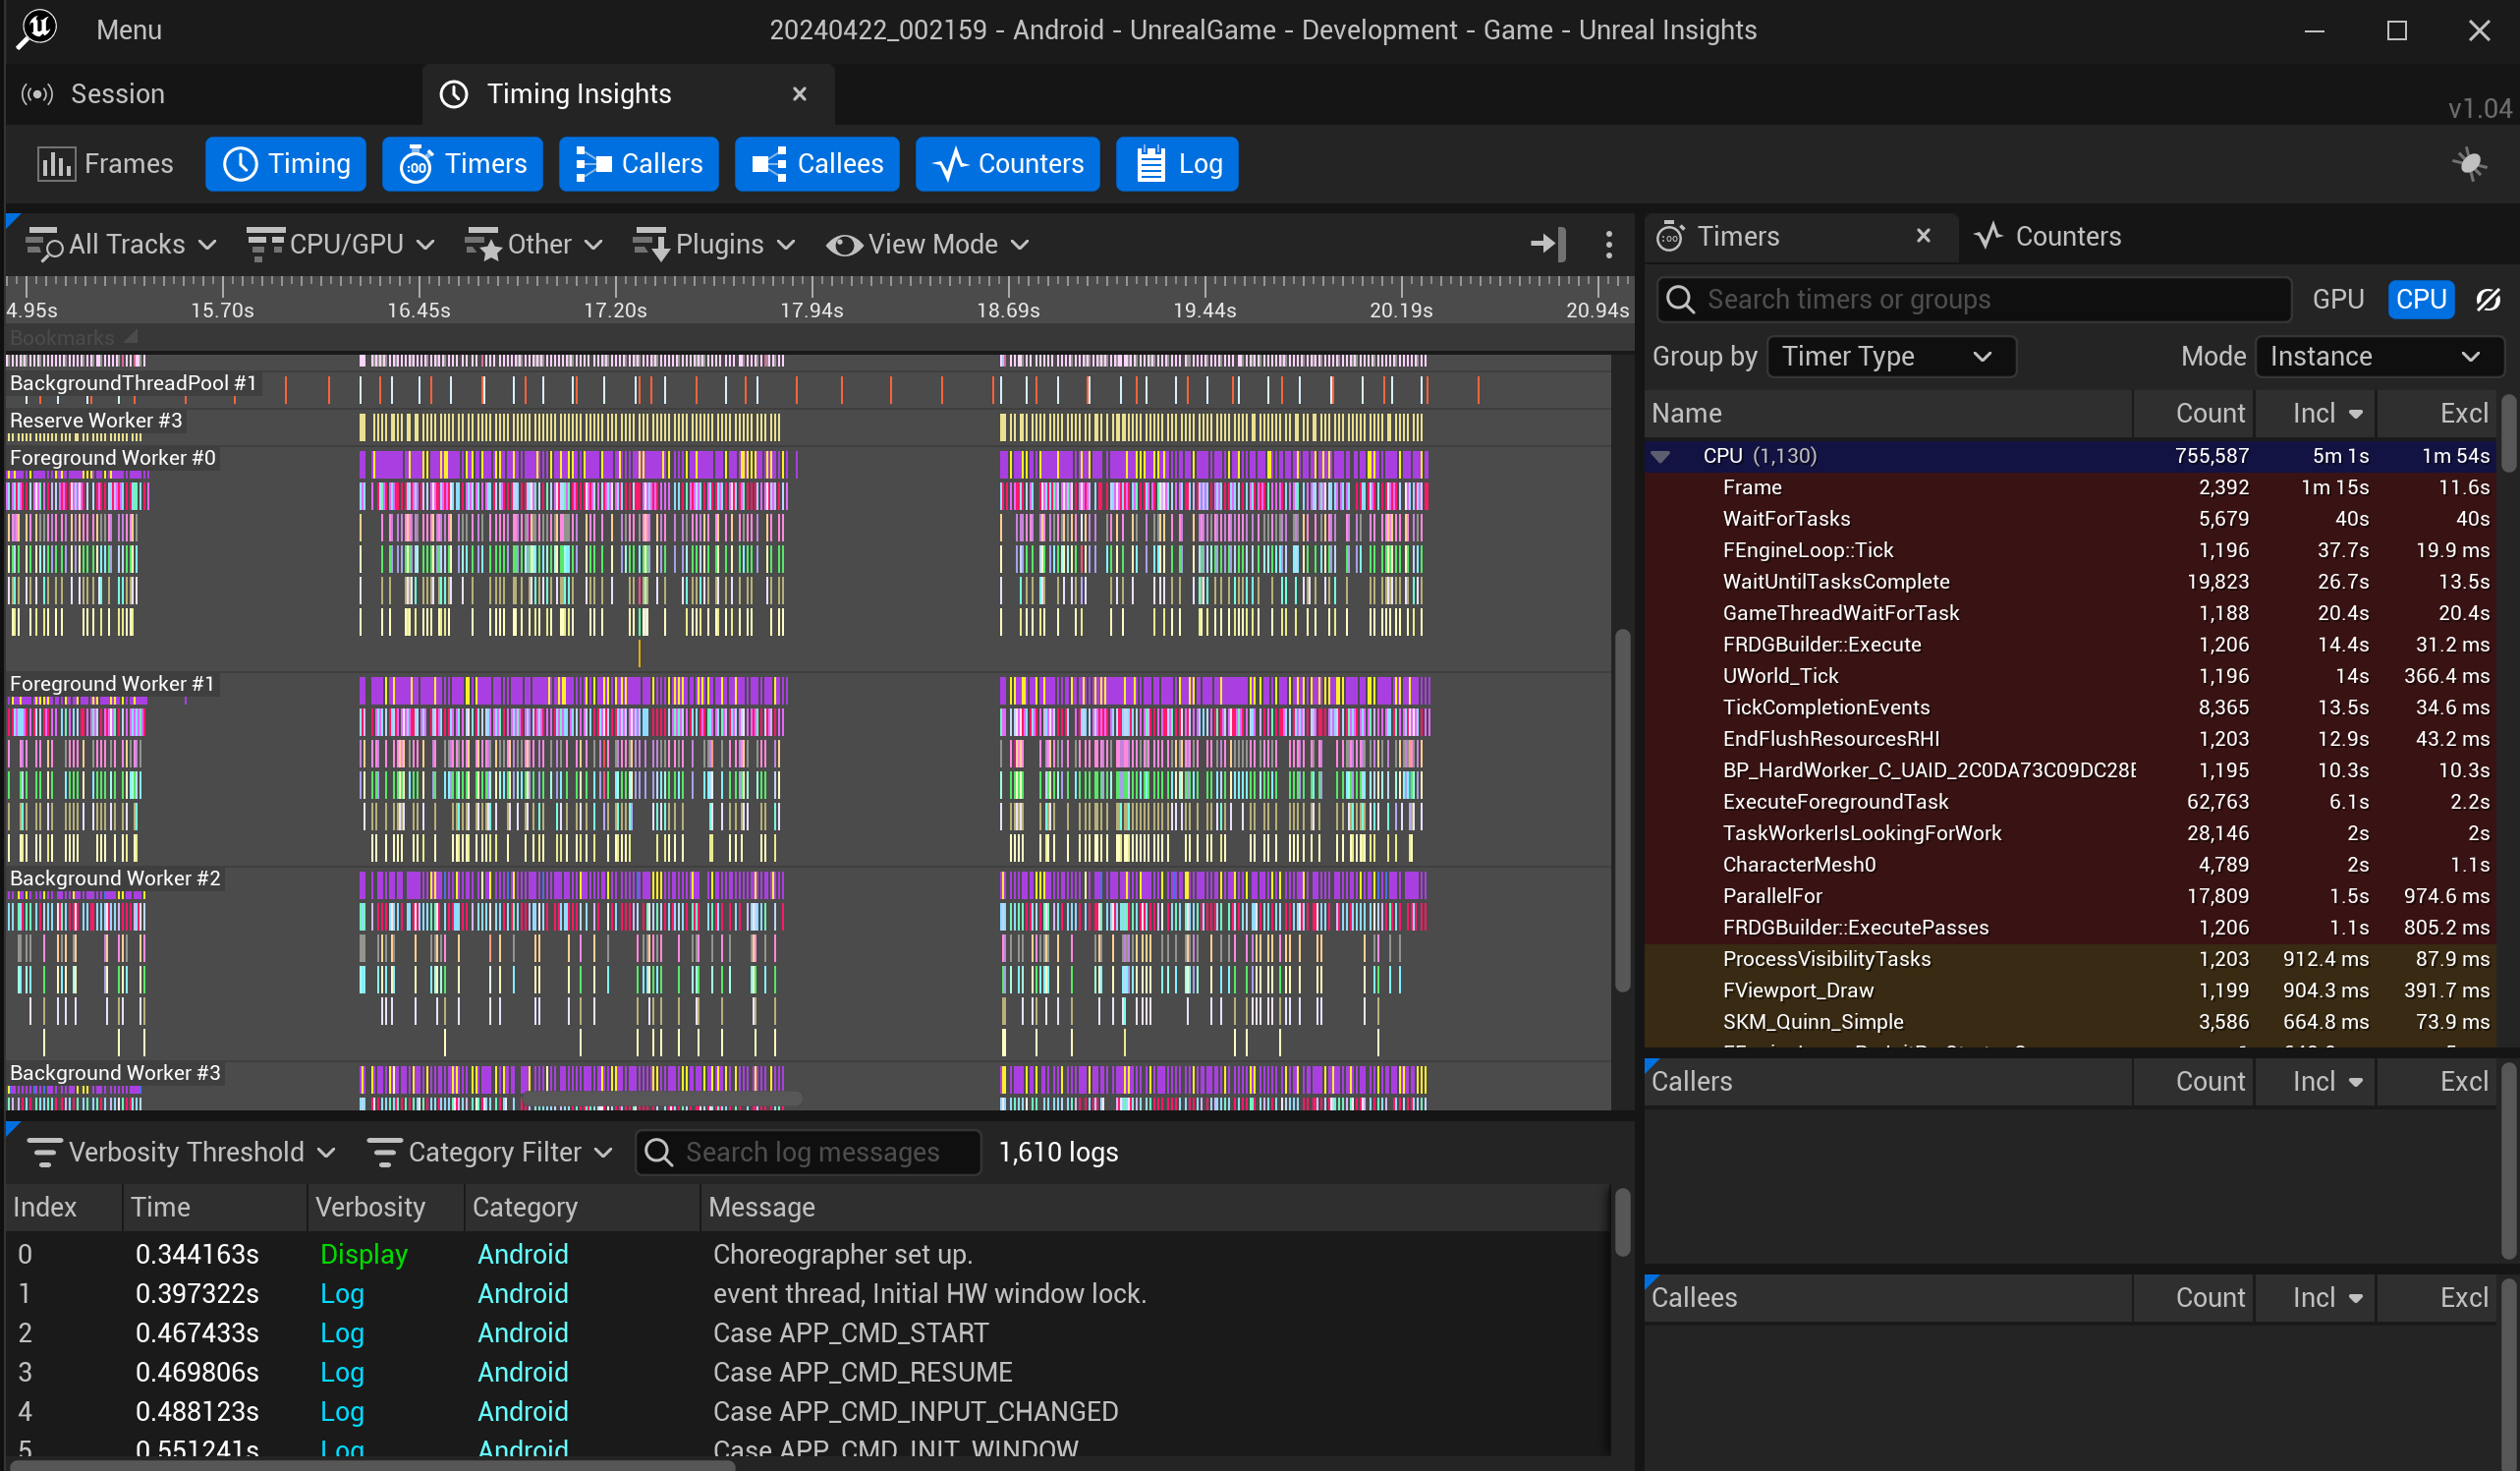 Menu
20240422_002159 - Android - UnrealGame - Development - Game - Unreal Insights
Session
Timing Insights
v1.04
Frames
Timing
Timers
Callers
Callees
Counters
Log
All Tracks
CPU/GPU
Other
Plugins
View Mode
4.95s 15.70s 16.45s 17.20s 17.94s 18.69s 19.44s 20.19s 20.94s
Bookmarks
BackgroundThreadPool #1
Reserve Worker #3
Foreground Worker #0
Foreground Worker #1
Background Worker #2
Background Worker #3
Verbosity Threshold
Category Filter
Search log messages
1,610 logs
Index Time Verbosity Category Message
0 0.344163s Display Android Choreographer set up.
1 0.397322s Log Android event thread, Initial HW window lock.
2 0.467433s Log Android Case APP_CMD_START
3 0.469806s Log Android Case APP_CMD_RESUME
4 0.488123s Log Android Case APP_CMD_INPUT_CHANGED
5 0.551241s Log Android Case APP_CMD_INIT_WINDOW
Timers
Counters
Search timers or groups
GPU
CPU
Group by Timer Type
Mode Instance
Name Count Incl Excl
CPU (1,130) 755,587 5m 1s 1m 54s
Frame 2,392 1m 15s 11.6s
WaitForTasks 5,679 40s 40s
FEngineLoop::Tick 1,196 37.7s 19.9 ms
WaitUntilTasksComplete 19,823 26.7s 13.5s
GameThreadWaitForTask 1,188 20.4s 20.4s
FRDGBuilder::Execute 1,206 14.4s 31.2 ms
UWorld_Tick 1,196 14s 366.4 ms
TickCompletionEvents 8,365 13.5s 34.6 ms
EndFlushResourcesRHI 1,203 12.9s 43.2 ms
BP_HardWorker_C_UAID_2C0DA73C09DC28E 1,195 10.3s 10.3s
ExecuteForegroundTask 62,763 6.1s 2.2s
TaskWorkerIsLookingForWork 28,146 2s 2s
CharacterMesh0 4,789 2s 1.1s
ParallelFor 17,809 1.5s 974.6 ms
FRDGBuilder::ExecutePasses 1,206 1.1s 805.2 ms
ProcessVisibilityTasks 1,203 912.4 ms 87.9 ms
FViewport_Draw 1,199 904.3 ms 391.7 ms
SKM_Quinn_Simple 3,586 664.8 ms 73.9 ms
Callers Count Incl Excl
Callees Count Incl Excl